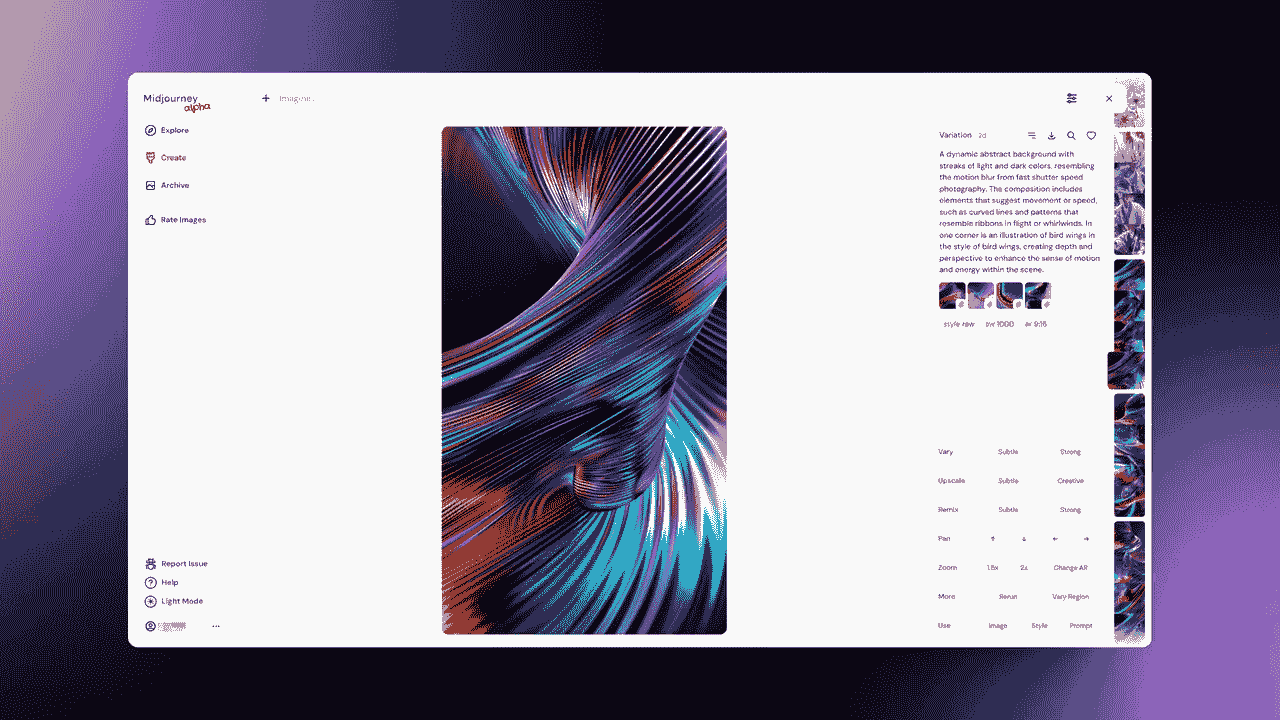 Midjourney
alpha
Imagine...
Explore
Create
Archive
Rate Images
Report Issue
Help
Light Mode
Variation 2d
A dynamic abstract background with
streaks of light and dark colors, resembling
the motion blur from fast shutter speed
photography. The composition includes
elements that suggest movement or speed,
such as curved lines and patterns that
resemble ribbons in flight or whirlwinds. In
one corner is an illustration of bird wings in
the style of bird wings, creating depth and
perspective to enhance the sense of motion
and energy within the scene.
style raw sw 1000 ar 9:16
Vary Subtle Strong
Upscale Subtle Creative
Remix Subtle Strong
Pan ↑ ↓ ← →
Zoom 1.5x 2x Change AR
More Rerun Vary Region
Use Image Style Prompt